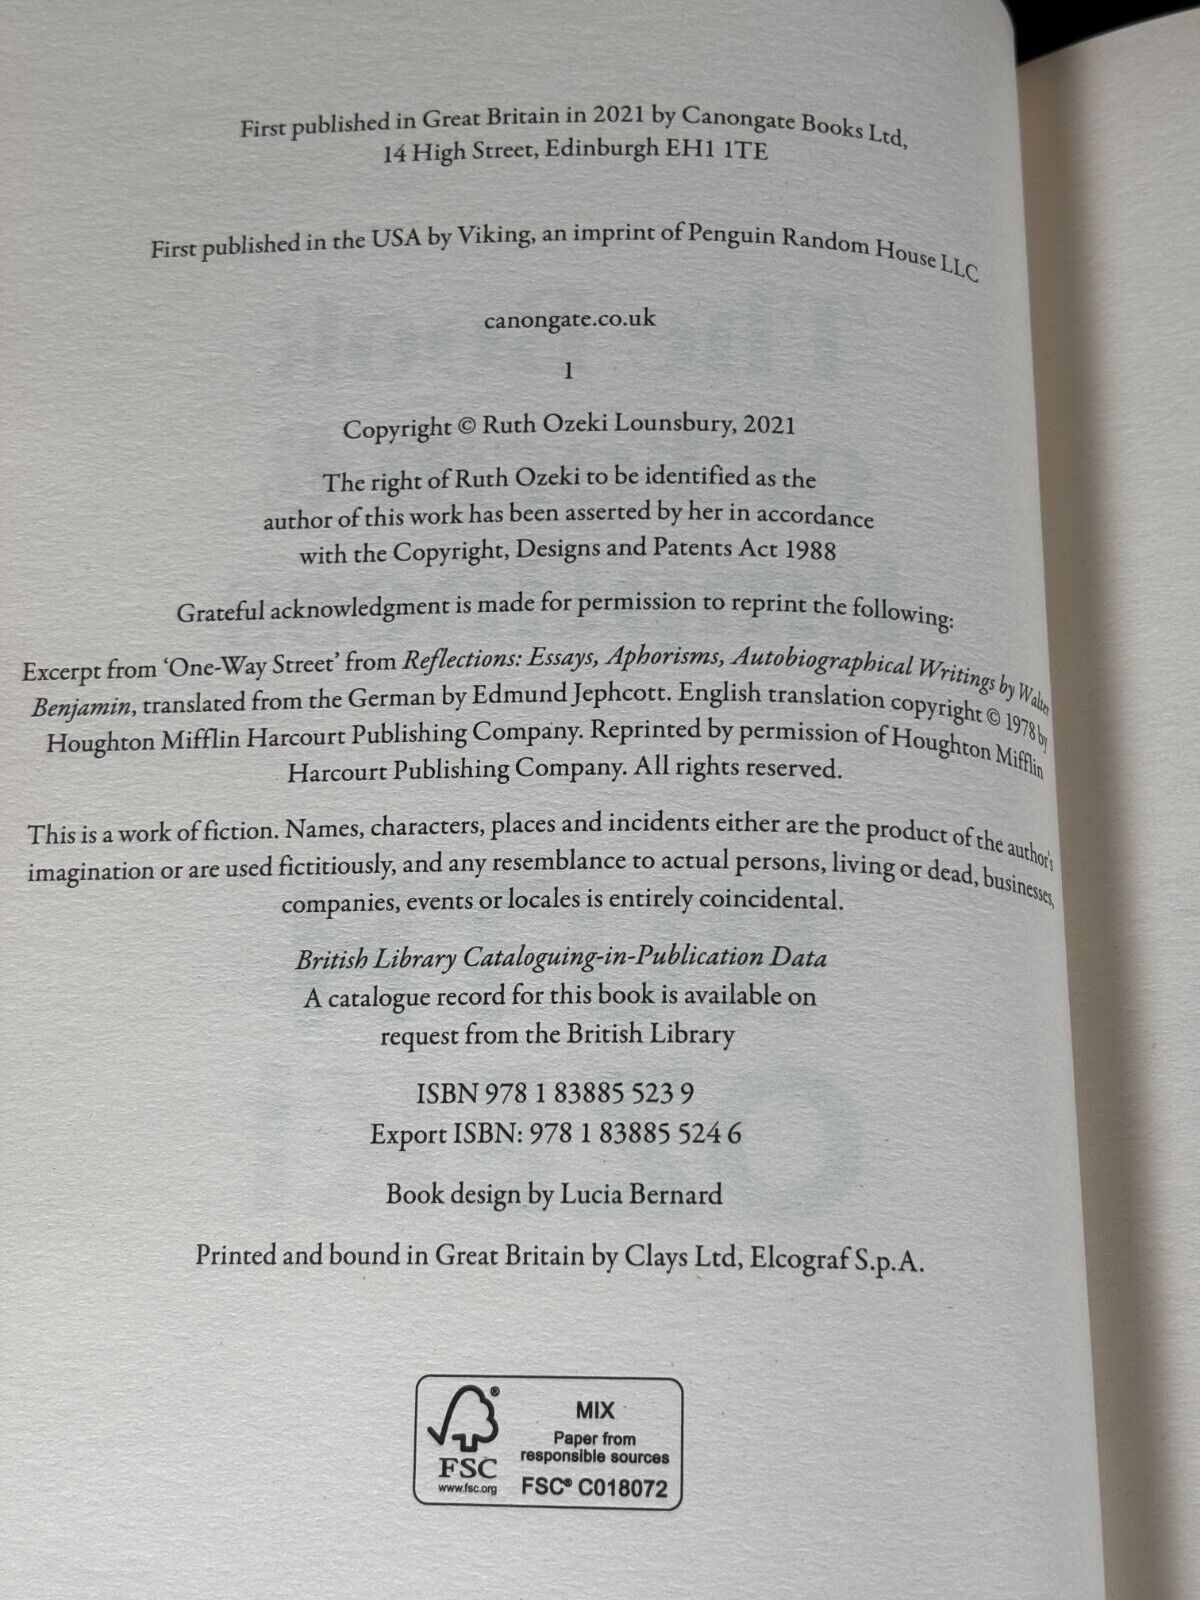 First published in Great Britain in 2021 by Canongate Books Ltd,
14 High Street, Edinburgh EH1 1TE
First published in the USA by Viking, an imprint of Penguin Random House LLC
canongate.co.uk
1
Copyright © Ruth Ozeki Lounsbury, 2021
The right of Ruth Ozeki to be identified as the
author of this work has been asserted by her in accordance
with the Copyright, Designs and Patents Act 1988
Grateful acknowledgment is made for permission to reprint the following:
Excerpt from ‘One-Way Street’ from Reflections: Essays, Aphorisms, Autobiographical Writings by Walter
Benjamin, translated from the German by Edmund Jephcott. English translation copyright © 1978 by
Houghton Mifflin Harcourt Publishing Company. Reprinted by permission of Houghton Mifflin
Harcourt Publishing Company. All rights reserved.
This is a work of fiction. Names, characters, places and incidents either are the product of the author’s
imagination or are used fictitiously, and any resemblance to actual persons, living or dead, businesses,
companies, events or locales is entirely coincidental.
British Library Cataloguing-in-Publication Data
A catalogue record for this book is available on
request from the British Library
ISBN 978 1 83885 523 9
Export ISBN: 978 1 83885 524 6
Book design by Lucia Bernard
Printed and bound in Great Britain by Clays Ltd, Elcograf S.p.A.
®
FSC
www.fsc.org
MIX
Paper from
responsible sources
FSC® C018072